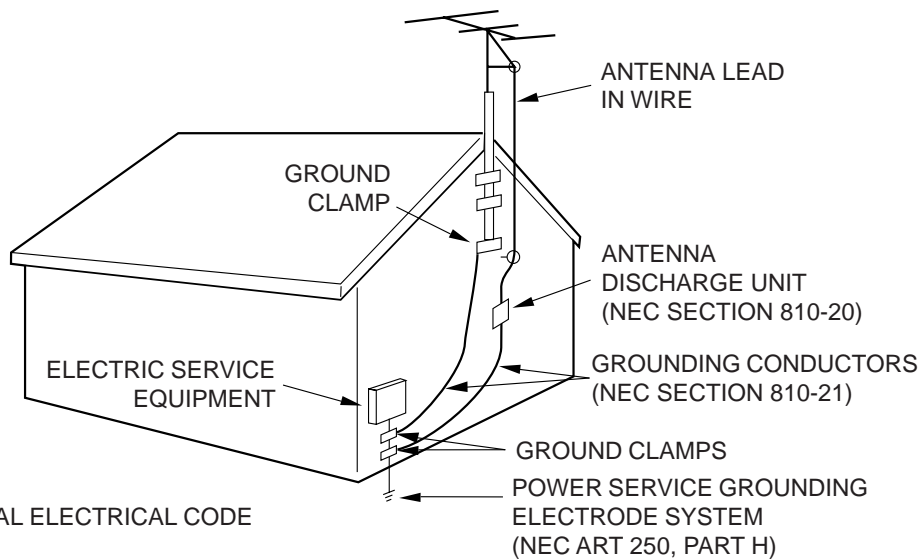 ANTENNA LEAD
IN WIRE
GROUND
CLAMP
ANTENNA
DISCHARGE UNIT
(NEC SECTION 810-20)
ELECTRIC SERVICE
EQUIPMENT
GROUNDING CONDUCTORS
(NEC SECTION 810-21)
GROUND CLAMPS
POWER SERVICE GROUNDING
ELECTRODE SYSTEM
(NEC ART 250, PART H)
AL ELECTRICAL CODE